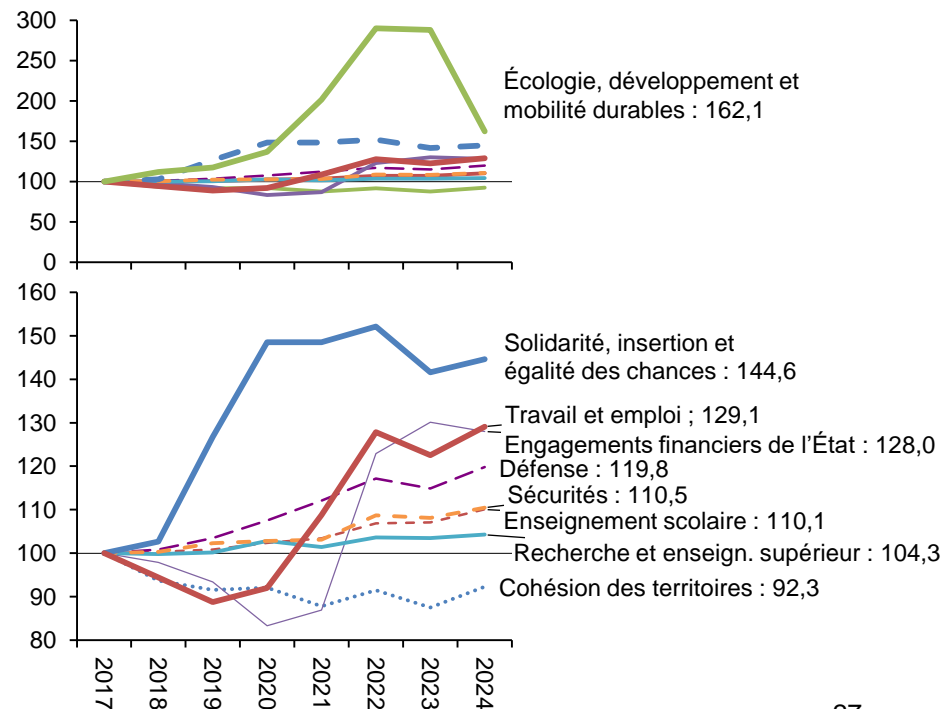 300
250
200
150
100
50
0
Écologie, développement et
mobilité durables : 162,1
160
150
140
130
120
110
100
90
80
Solidarité, insertion et
égalité des chances : 144,6
Travail et emploi ; 129,1
Engagements financiers de l’État : 128,0
Défense : 119,8
Sécurités : 110,5
Enseignement scolaire : 110,1
Recherche et enseign. supérieur : 104,3
Cohésion des territoires : 92,3
2017
2018
2019
2020
2021
2022
2023
2024